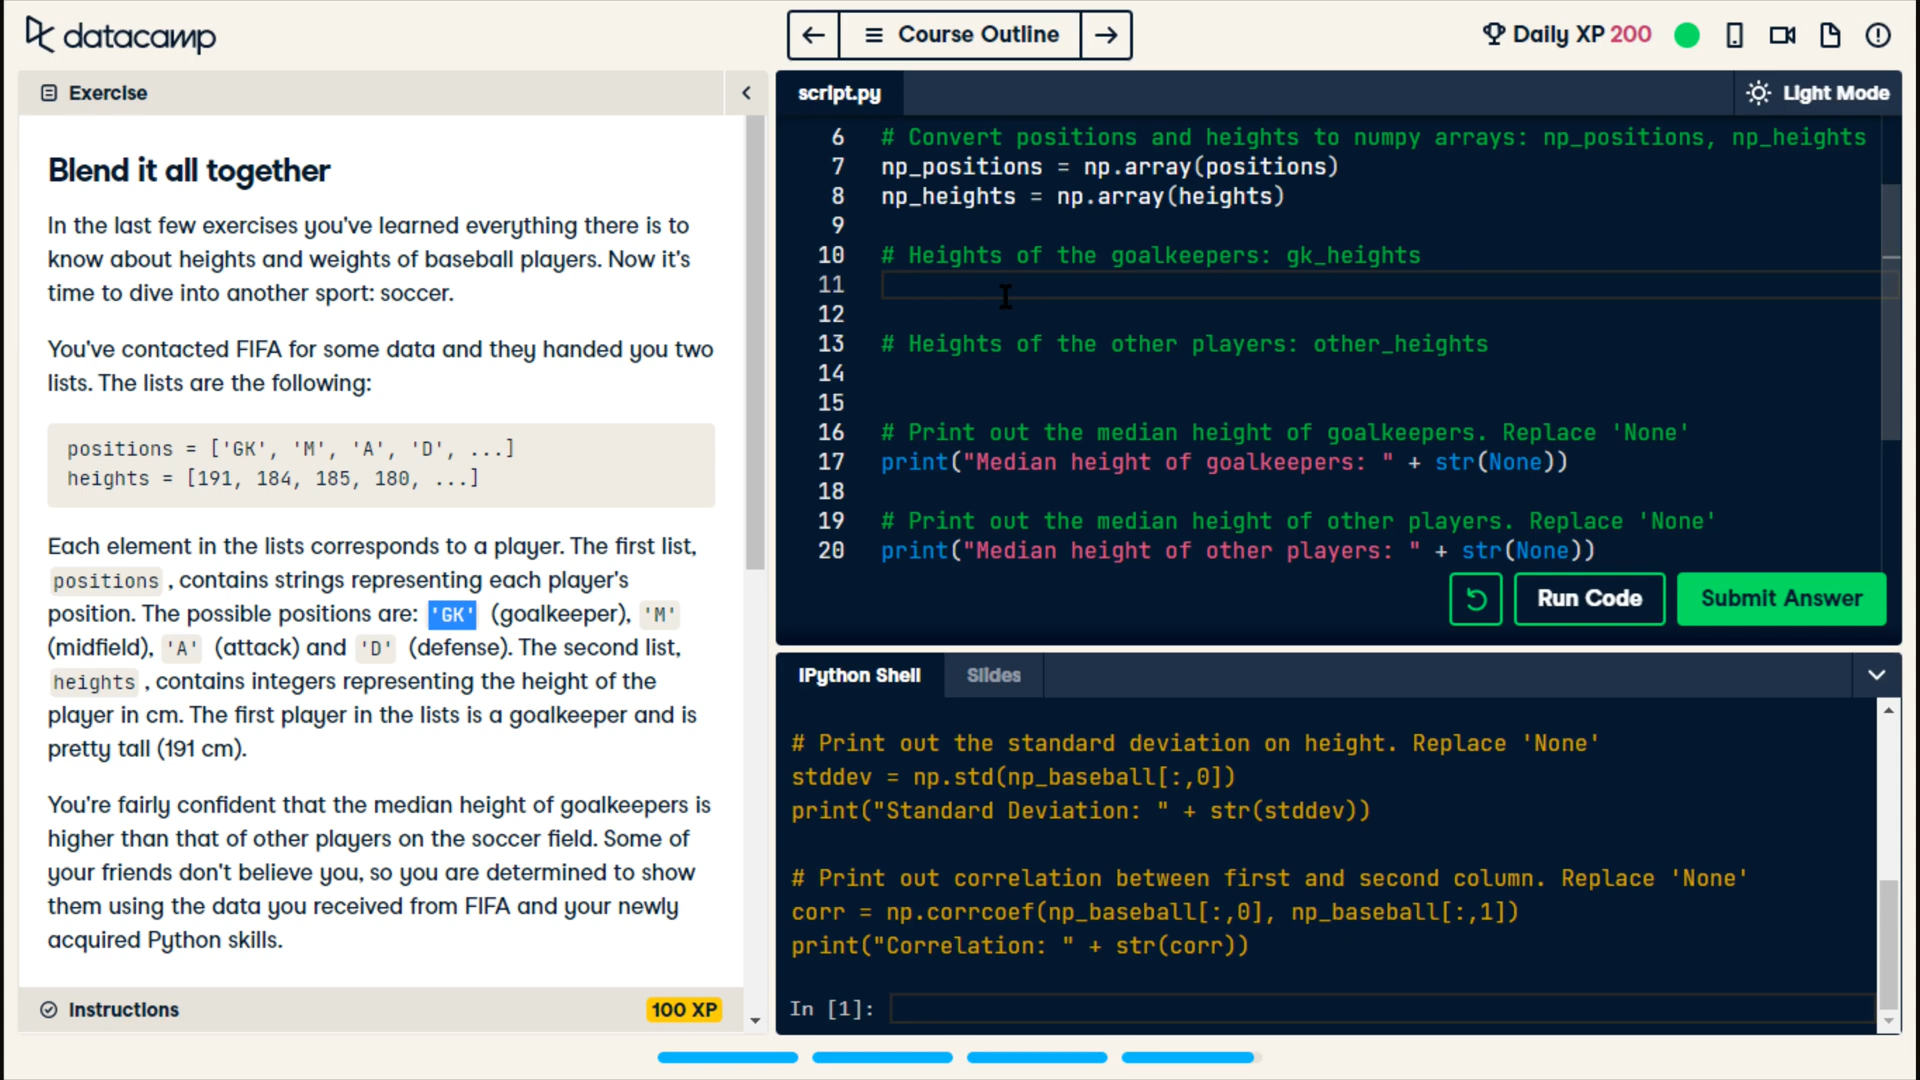 datacamp
Course Outline
Daily XP 200
Exercise
Blend it all together
In the last few exercises you've learned everything there is to
know about heights and weights of baseball players. Now it's
time to dive into another sport: soccer.
You've contacted FIFA for some data and they handed you two
lists. The lists are the following:
positions = ['GK', 'M', 'A', 'D', ...]
heights = [191, 184, 185, 180, ...]
Each element in the lists corresponds to a player. The first list,
positions , contains strings representing each player's
position. The possible positions are: 'GK' (goalkeeper), 'M'
(midfield), 'A' (attack) and 'D' (defense). The second list,
heights , contains integers representing the height of the
player in cm. The first player in the lists is a goalkeeper and is
pretty tall (191 cm).
You're fairly confident that the median height of goalkeepers is
higher than that of other players on the soccer field. Some of
your friends don't believe you, so you are determined to show
them using the data you received from FIFA and your newly
acquired Python skills.
Instructions
100 XP
script.py
Light Mode
6 # Convert positions and heights to numpy arrays: np_positions, np_heights
7 np_positions = np.array(positions)
8 np_heights = np.array(heights)
9
10 # Heights of the goalkeepers: gk_heights
11
12
13 # Heights of the other players: other_heights
14
15
16 # Print out the median height of goalkeepers. Replace 'None'
17 print("Median height of goalkeepers: " + str(None))
18
19 # Print out the median height of other players. Replace 'None'
20 print("Median height of other players: " + str(None))
Run Code
Submit Answer
IPython Shell
Slides
# Print out the standard deviation on height. Replace 'None'
stddev = np.std(np_baseball[:,0])
print("Standard Deviation: " + str(stddev))
# Print out correlation between first and second column. Replace 'None'
corr = np.corrcoef(np_baseball[:,0], np_baseball[:,1])
print("Correlation: " + str(corr))
In [1]: